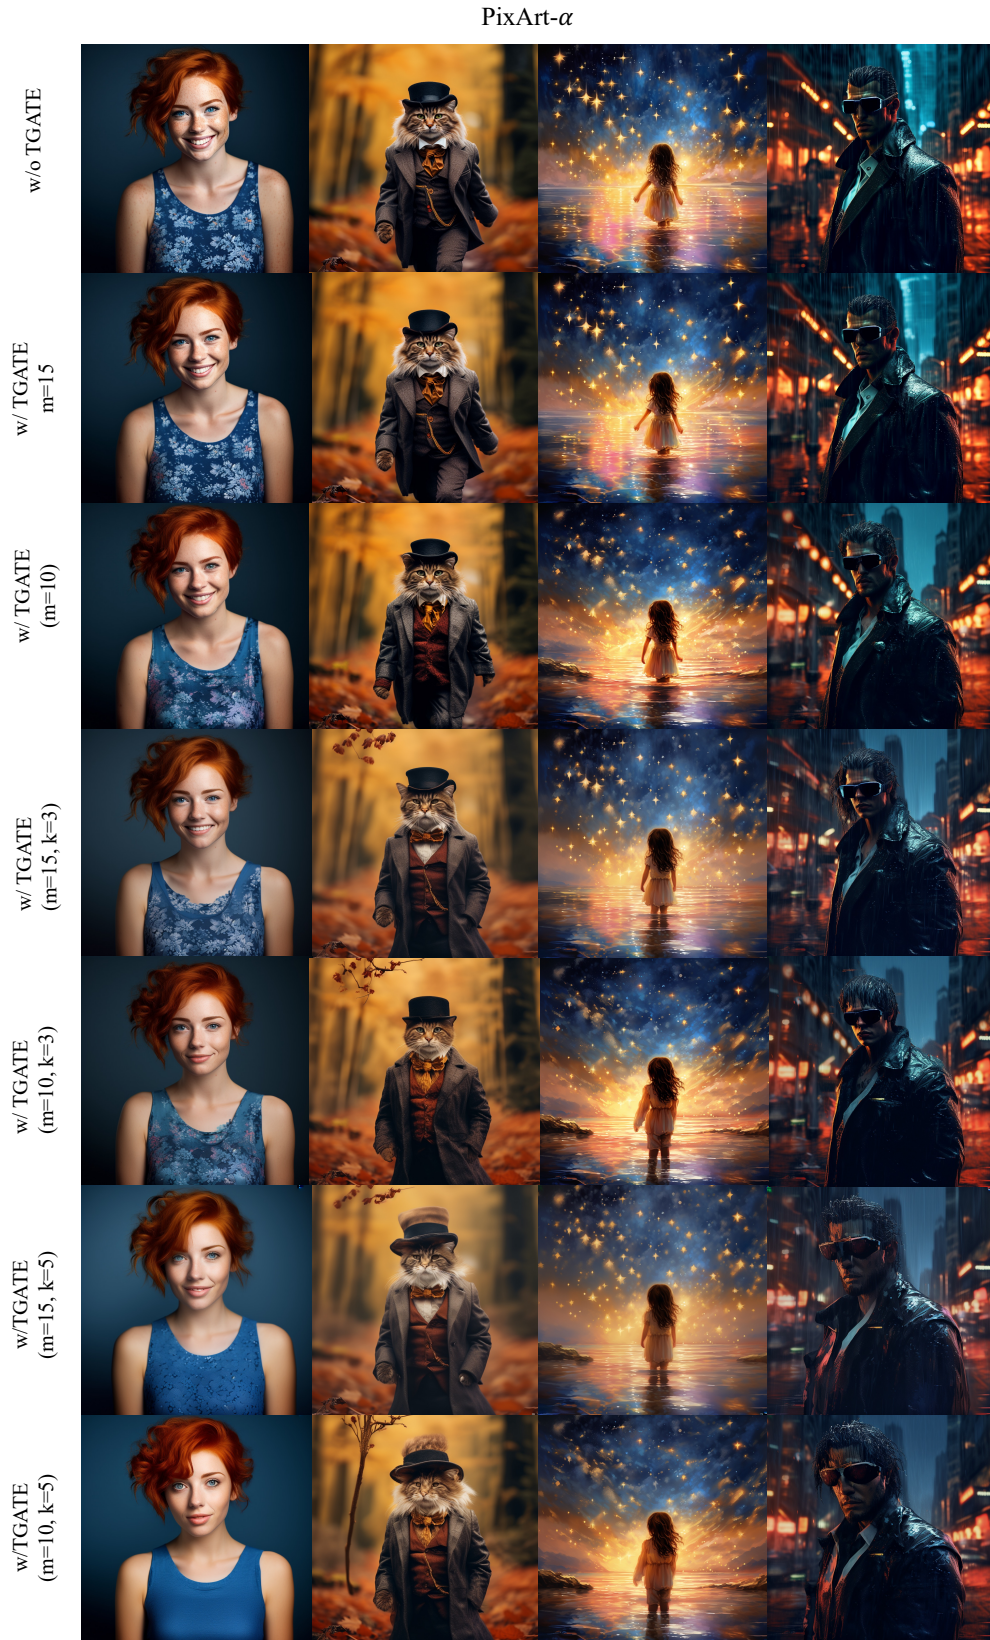 PixArt-α
w/o TGATE
w/ TGATE
m=15
w/ TGATE
(m=10)
w/ TGATE
(m=15, k=3)
w/ TGATE
(m=10, k=3)
w/TGATE
(m=15, k=5)
w/TGATE
(m=10, k=5)